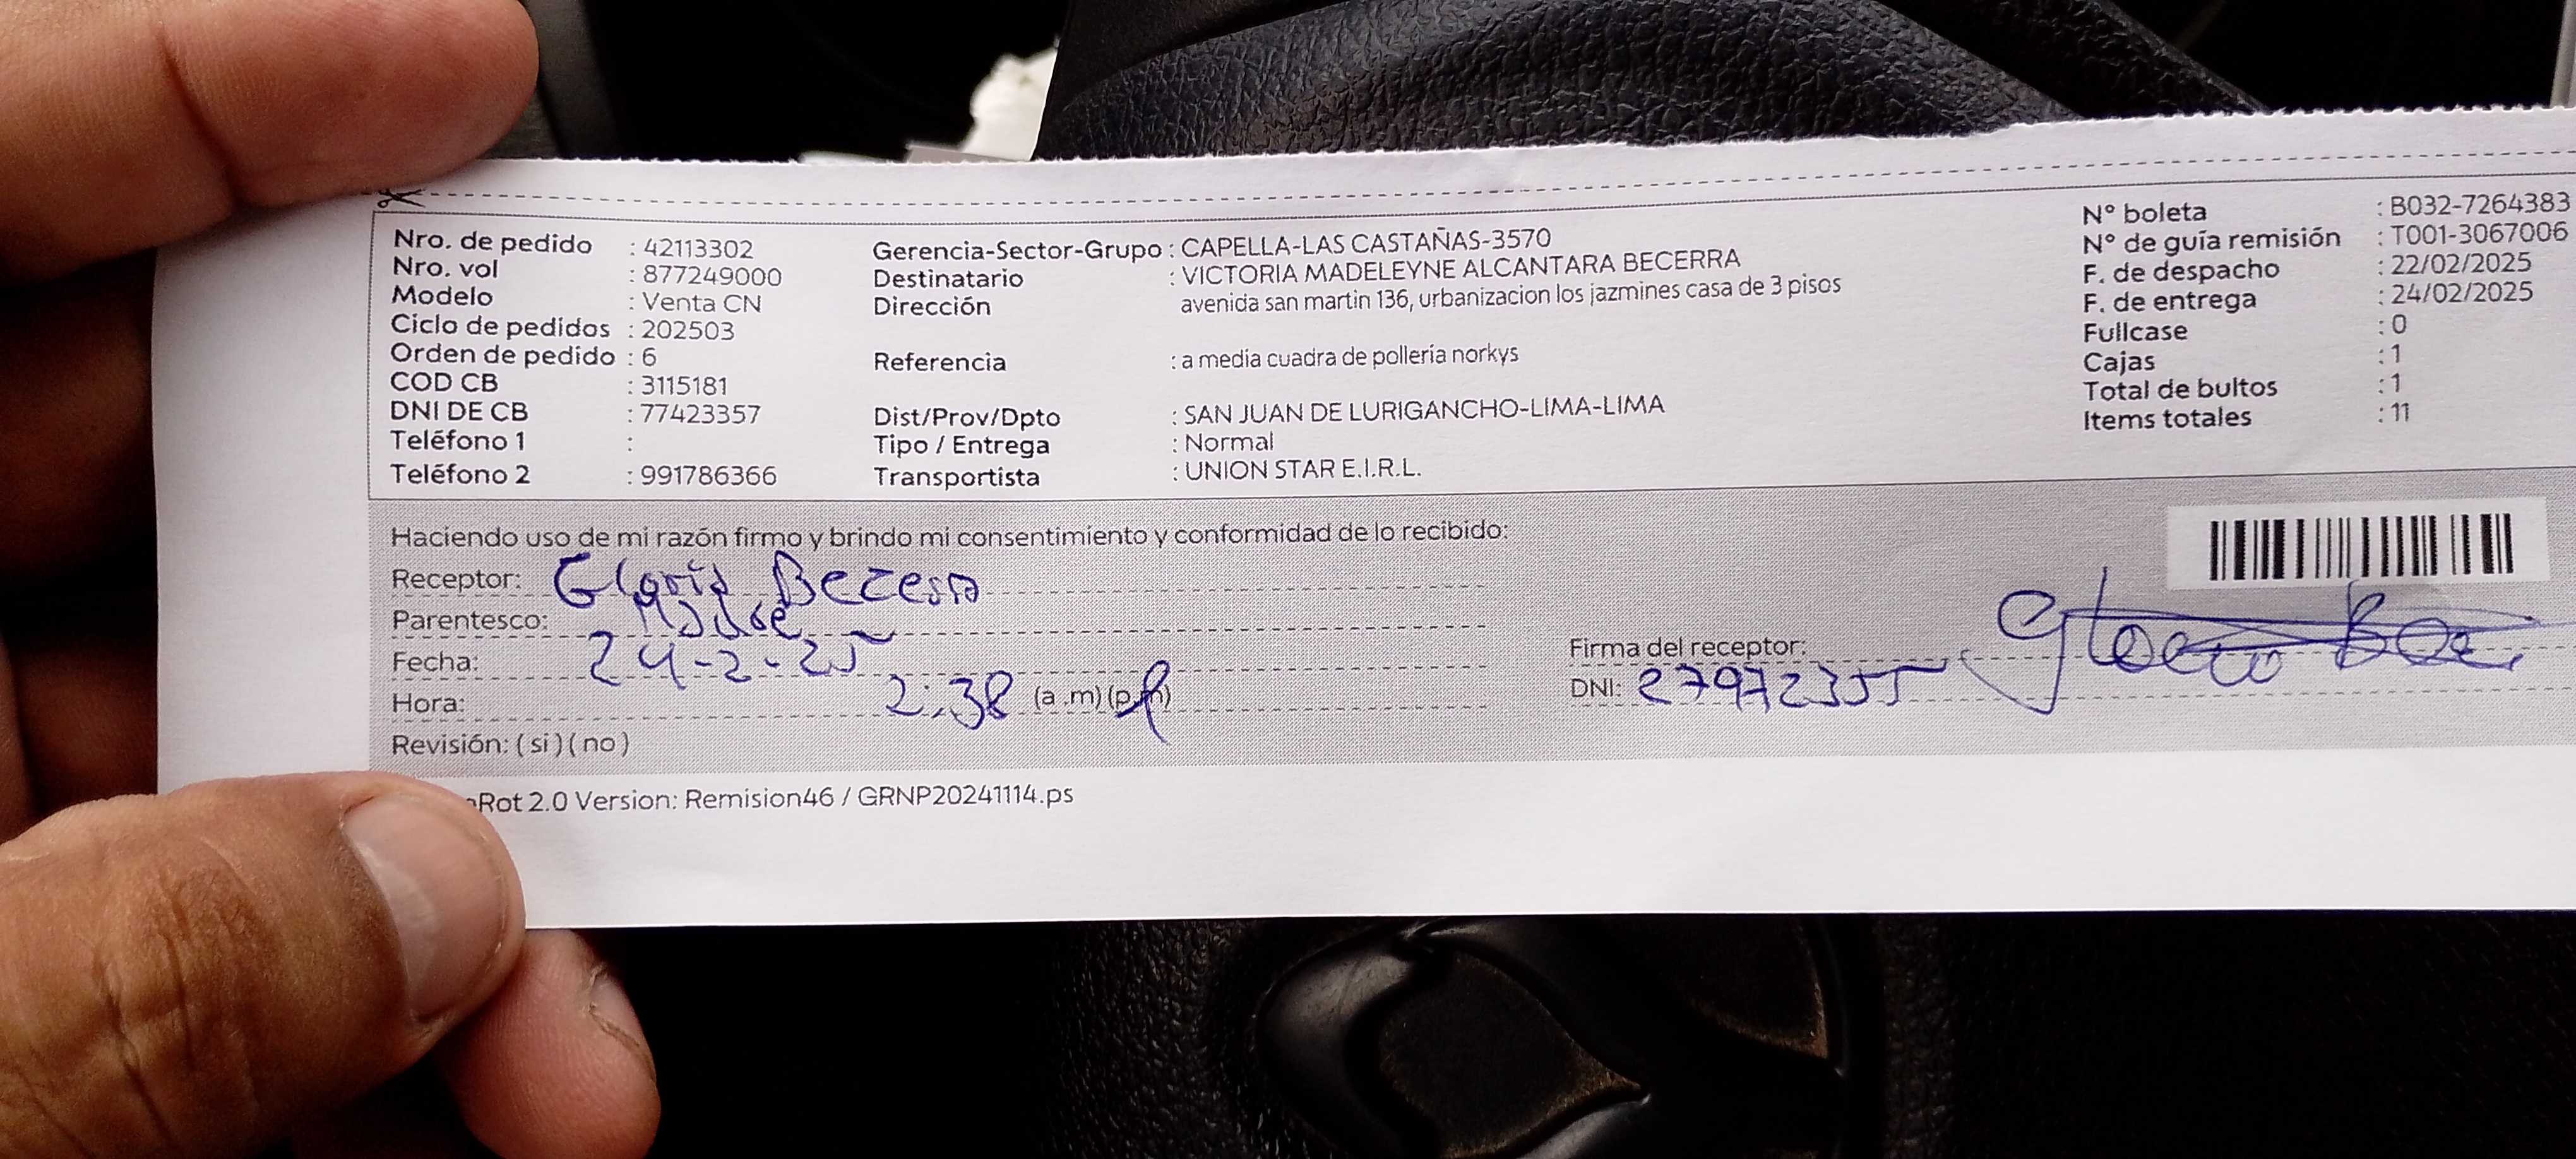 Nro. de pedido : 42113302
Nro. vol : 877249000
Modelo : Venta CN
Ciclo de pedidos : 202503
Orden de pedido : 6
COD CB : 3115181
DNI DE CB : 77423357
Teléfono 1 :
Teléfono 2 : 991786366
Gerencia-Sector-Grupo : CAPELLA-LAS CASTAÑAS-3570
Destinatario : VICTORIA MADELEYNE ALCANTARA BECERRA
Dirección avenida san martin 136, urbanizacion los jazmines casa de 3 pisos
Referencia : a media cuadra de polleria norkys
Dist/Prov/Dpto : SAN JUAN DE LURIGANCHO-LIMA-LIMA
Tipo / Entrega : Normal
Transportista : UNION STAR E.I.R.L.
N° boleta : B032-7264383
N° de guía remisión : T001-3067006
F. de despacho : 22/02/2025
F. de entrega : 24/02/2025
Fullcase : 0
Cajas : 1
Total de bultos : 1
Items totales : 11
Haciendo uso de mi razón firmo y brindo mi consentimiento y conformidad de lo recibido:
Receptor: Gloria Becerra
Parentesco: Madre
Fecha: 24-2-25
Hora: 2:38 (a.m)(p.m)
Revisión: (si)(no)
Firma del receptor:
DNI: 27972355
Rot 2.0 Version: Remision46 / GRNP20241114.ps